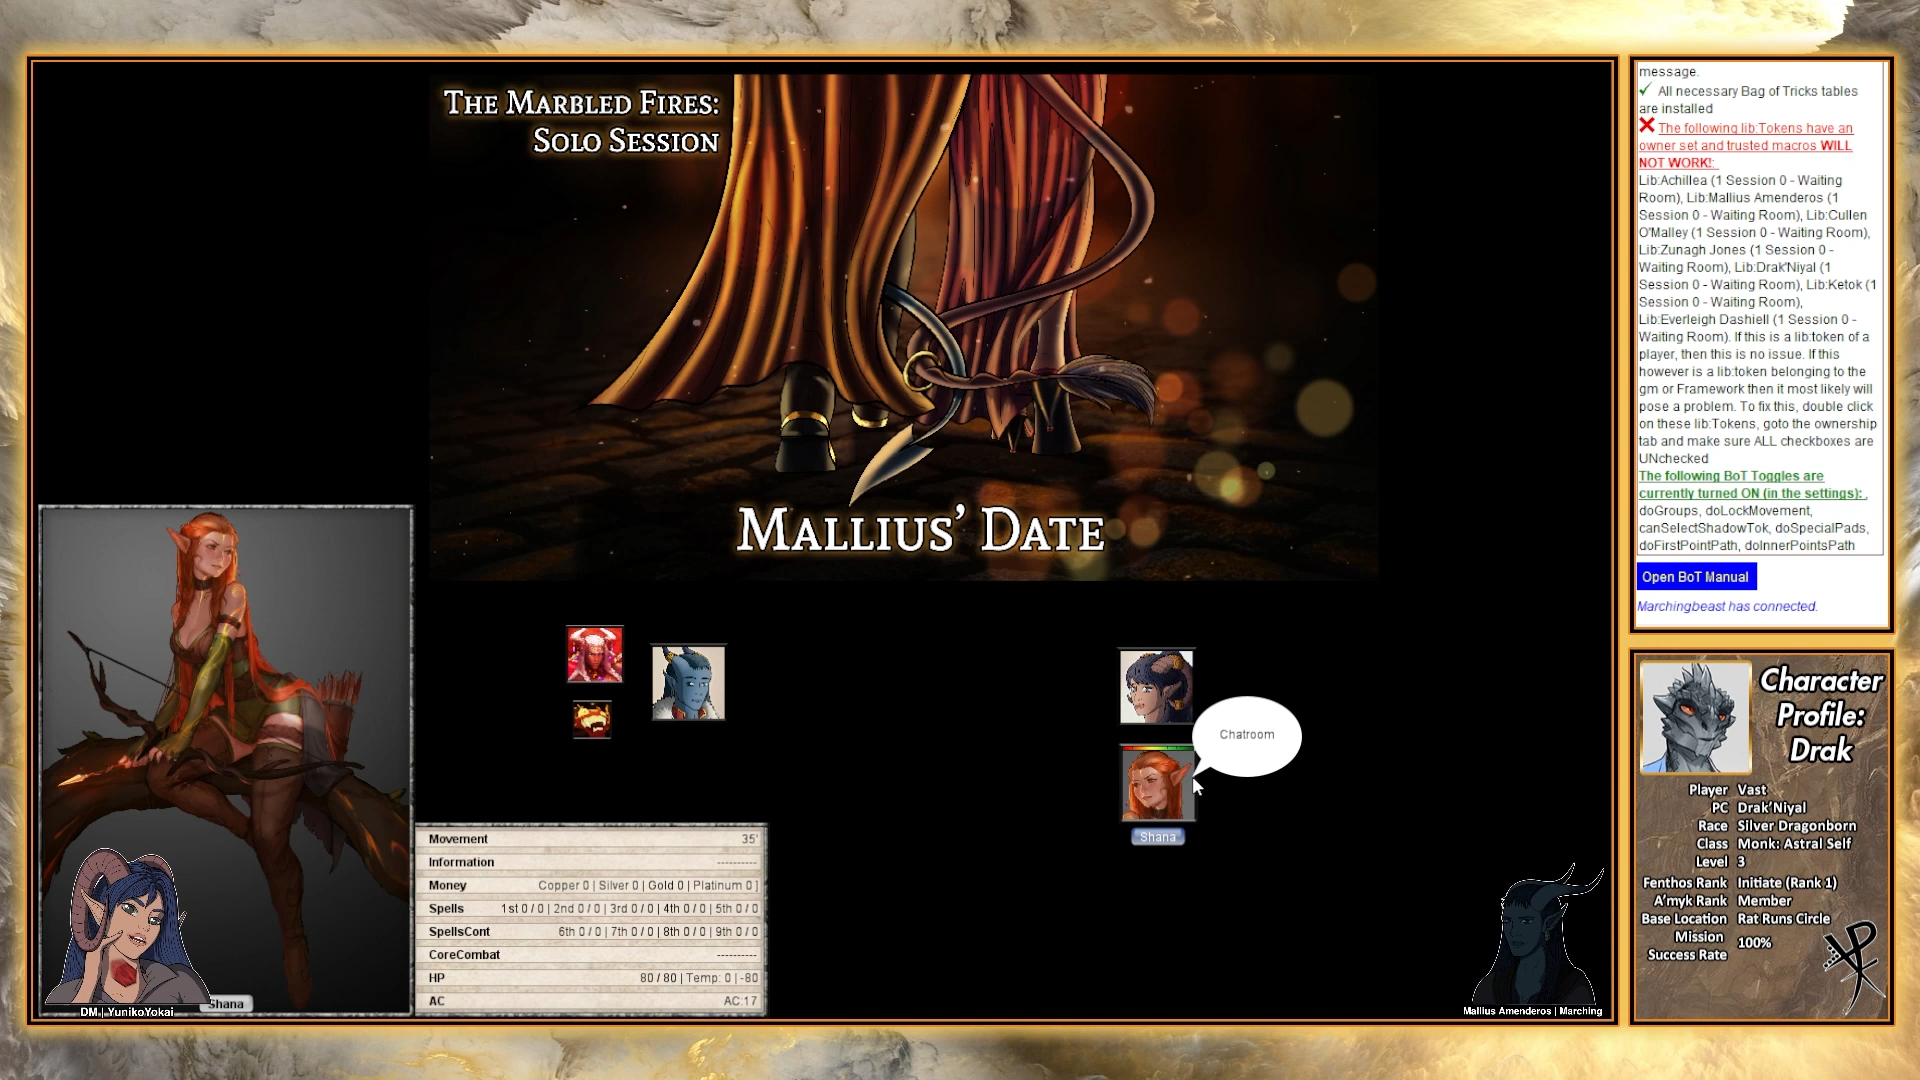 THE MARBLED FIRES:
SOLO SESSION
MALLIUS' DATE
Chatroom
Shana
Shana
DM | YunikoYokai
Movement 35'
Information ----------
Money Copper 0 | Silver 0 | Gold 0 | Platinum 0 ]
Spells 1st 0 / 0 | 2nd 0 / 0 | 3rd 0 / 0 | 4th 0 / 0 | 5th 0 / 0
SpellsCont 6th 0 / 0 | 7th 0 / 0 | 8th 0 / 0 | 9th 0 / 0
CoreCombat ----------
HP 80 / 80 | Temp: 0 | -80
AC AC:17
Mallius Amenderos | Marching
message.
All necessary Bag of Tricks tables
are installed
The following lib:Tokens have an
owner set and trusted macros WILL
NOT WORK!:
Lib:Achillea (1 Session 0 - Waiting
Room), Lib:Mallius Amenderos (1
Session 0 - Waiting Room), Lib:Cullen
O'Malley (1 Session 0 - Waiting Room),
Lib:Zunagh Jones (1 Session 0 -
Waiting Room), Lib:Drak'Niyal (1
Session 0 - Waiting Room), Lib:Ketok (1
Session 0 - Waiting Room),
Lib:Everleigh Dashiell (1 Session 0 -
Waiting Room). If this is a lib:token of a
player, then this is no issue. If this
however is a lib:token belonging to the
gm or Framework then it most likely will
pose a problem. To fix this, double click
on these lib:Tokens, goto the ownership
tab and make sure ALL checkboxes are
UNchecked
The following BoT Toggles are
currently turned ON (in the settings): .
doGroups, doLockMovement,
canSelectShadowTok, doSpecialPads,
doFirstPointPath, doInnerPointsPath
Open BoT Manual
Marchingbeast has connected.
Character
Profile:
Drak
Player Vast
PC Drak'Niyal
Race Silver Dragonborn
Class Monk: Astral Self
Level 3
Fenthos Rank Initiate (Rank 1)
A'myk Rank Member
Base Location Rat Runs Circle
Mission
Success Rate 100%